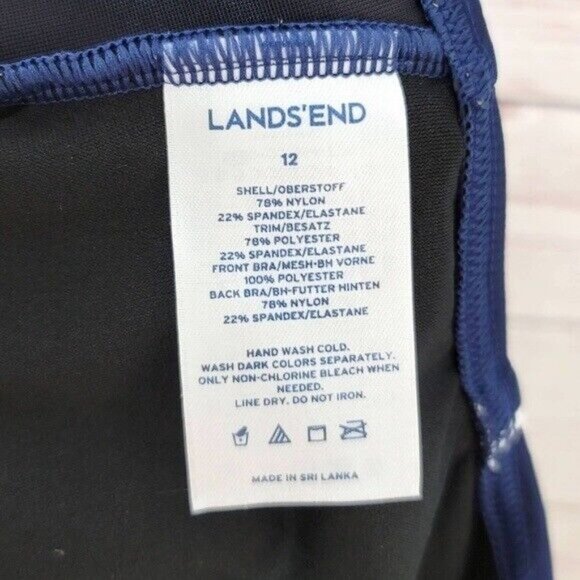 LANDS'END
12
SHELL/OBERSTOFF
78% NYLON
22% SPANDEX/ELASTANE
TRIM/BESATZ
78% POLYESTER
22% SPANDEX/ELASTANE
FRONT BRA/MESH-BH VORNE
100% POLYESTER
BACK BRA/BH-FUTTER HINTEN
78% NYLON
22% SPANDEX/ELASTANE
HAND WASH COLD.
WASH DARK COLORS SEPARATELY.
ONLY NON-CHLORINE BLEACH WHEN
NEEDED.
LINE DRY. DO NOT IRON.
MADE IN SRI LANKA